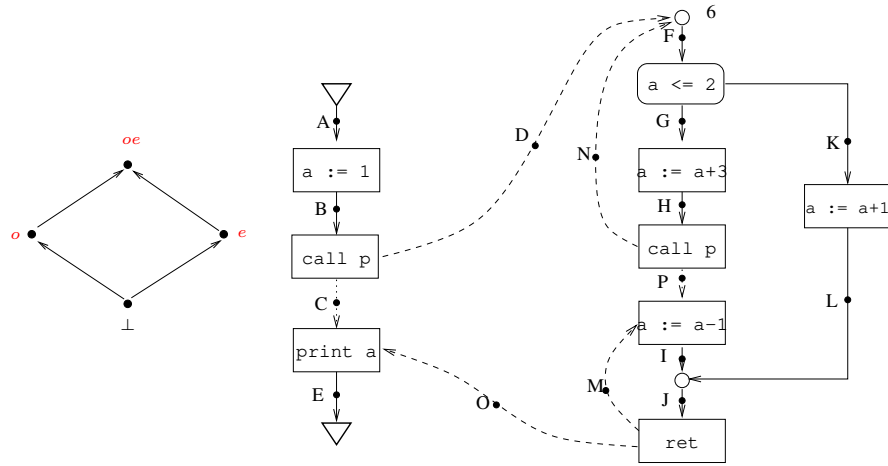 oe
o
e
⊥
A
a := 1
B
call p
C
print a
E
D
O
6
F
a <= 2
G
a := a+3
N
H
call p
P
a := a-1
I
M
J
ret
K
a := a+1
L